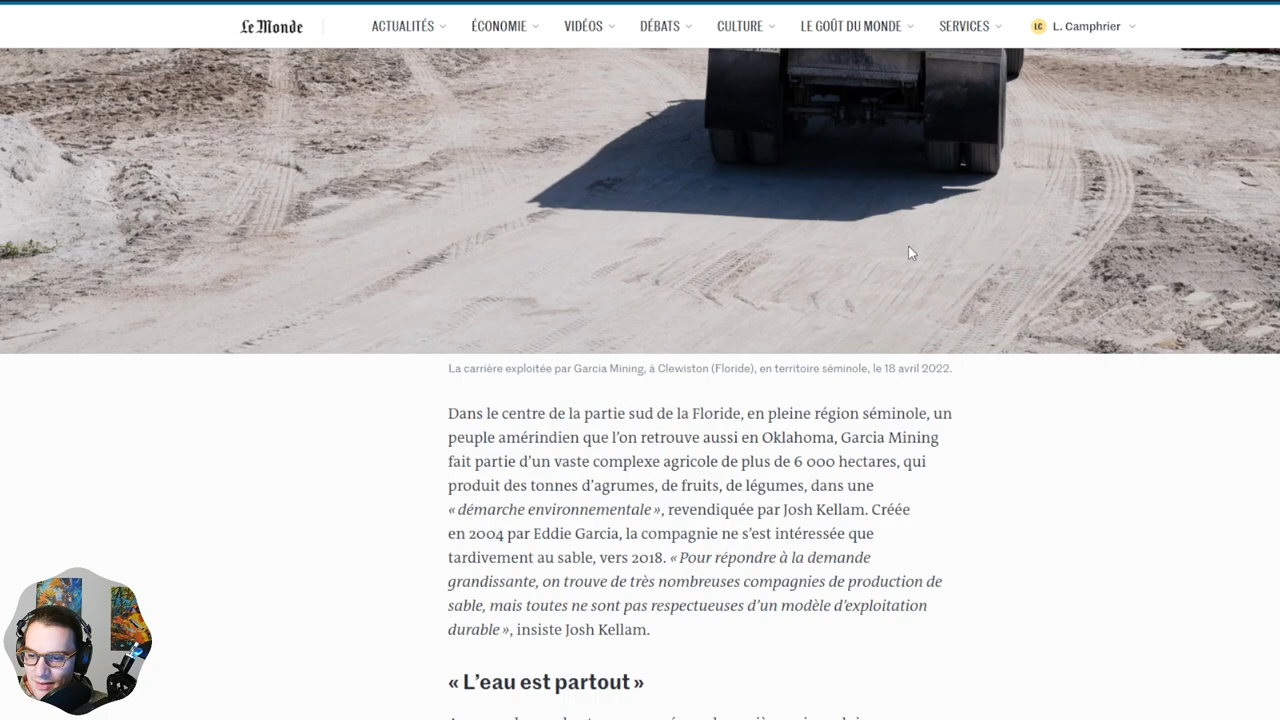 Le Monde
ACTUALITÉS
ÉCONOMIE
VIDÉOS
DÉBATS
CULTURE
LE GOÛT DU MONDE
SERVICES
LC L. Camphrier
La carrière exploitée par Garcia Mining, à Clewiston (Floride), en territoire séminole, le 18 avril 2022.
Dans le centre de la partie sud de la Floride, en pleine région séminole, un
peuple amérindien que l’on retrouve aussi en Oklahoma, Garcia Mining
fait partie d’un vaste complexe agricole de plus de 6 000 hectares, qui
produit des tonnes d’agrumes, de fruits, de légumes, dans une
« démarche environnementale », revendiquée par Josh Kellam. Créée
en 2004 par Eddie Garcia, la compagnie ne s’est intéressée que
tardivement au sable, vers 2018. « Pour répondre à la demande
grandissante, on trouve de très nombreuses compagnies de production de
sable, mais toutes ne sont pas respectueuses d’un modèle d’exploitation
durable », insiste Josh Kellam.
« L’eau est partout »